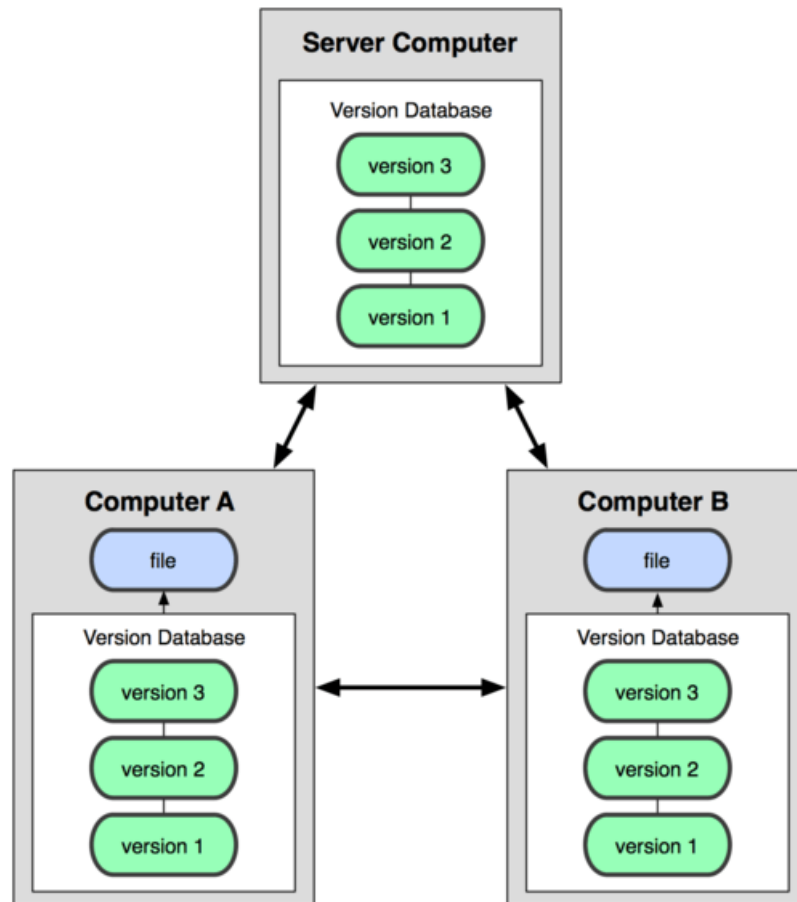 Server Computer
Version Database
version 3
version 2
version 1
Computer A
file
Version Database
version 3
version 2
version 1
Computer B
file
Version Database
version 3
version 2
version 1